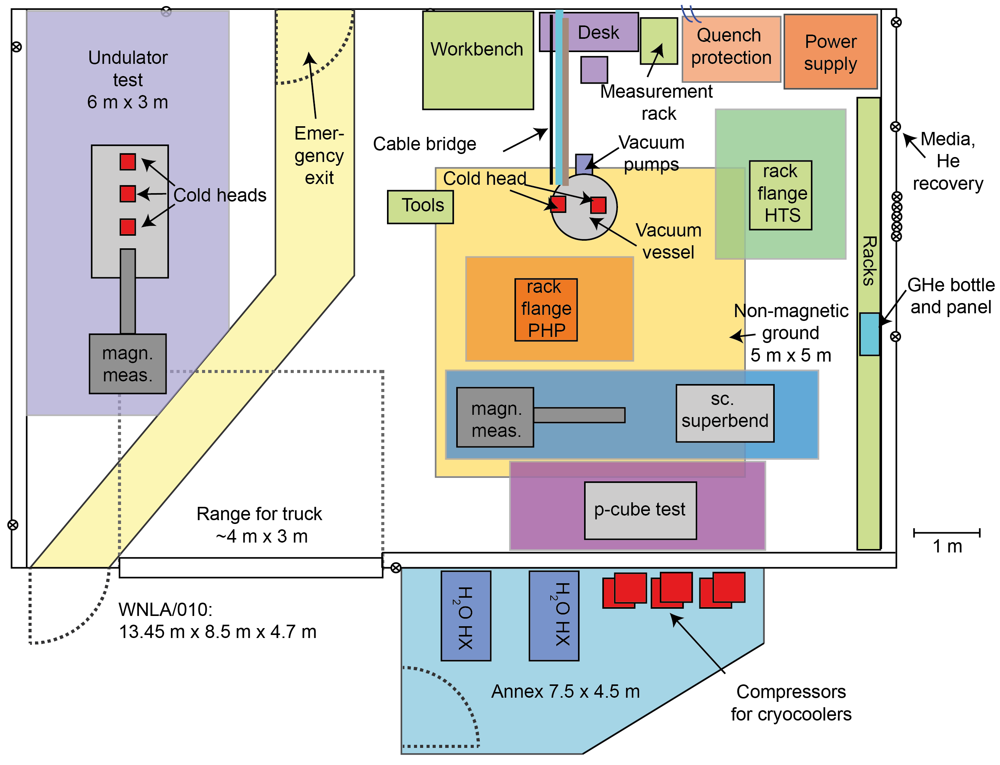 Undulator
test
6 m x 3 m
Emer-
gency
exit
Cold heads
magn.
meas.
Range for truck
~4 m x 3 m
WNLA/010:
13.45 m x 8.5 m x 4.7 m
Workbench
Desk
Measurement
rack
Quench
protection
Power
supply
Cable bridge
Vacuum
pumps
Cold head
Tools
Vacuum
vessel
rack
flange
HTS
rack
flange
PHP
Non-magnetic
ground
5 m x 5 m
magn.
meas.
sc.
superbend
p-cube test
Racks
Media,
He
recovery
GHe bottle
and panel
1 m
H₂O HX
H₂O HX
Annex 7.5 x 4.5 m
Compressors
for cryocoolers